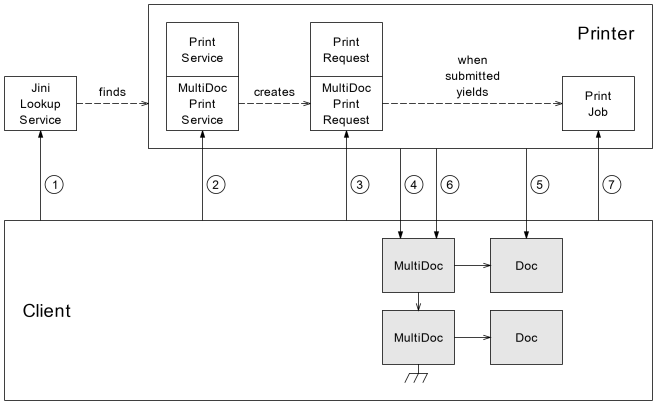 Printer
Print
Service
Print
Request
when
submitted
yields
Jini
Lookup
Service
finds
MultiDoc
Print
Service
creates
MultiDoc
Print
Request
Print
Job
1
2
3
4
6
5
7
MultiDoc
Doc
Client
MultiDoc
Doc